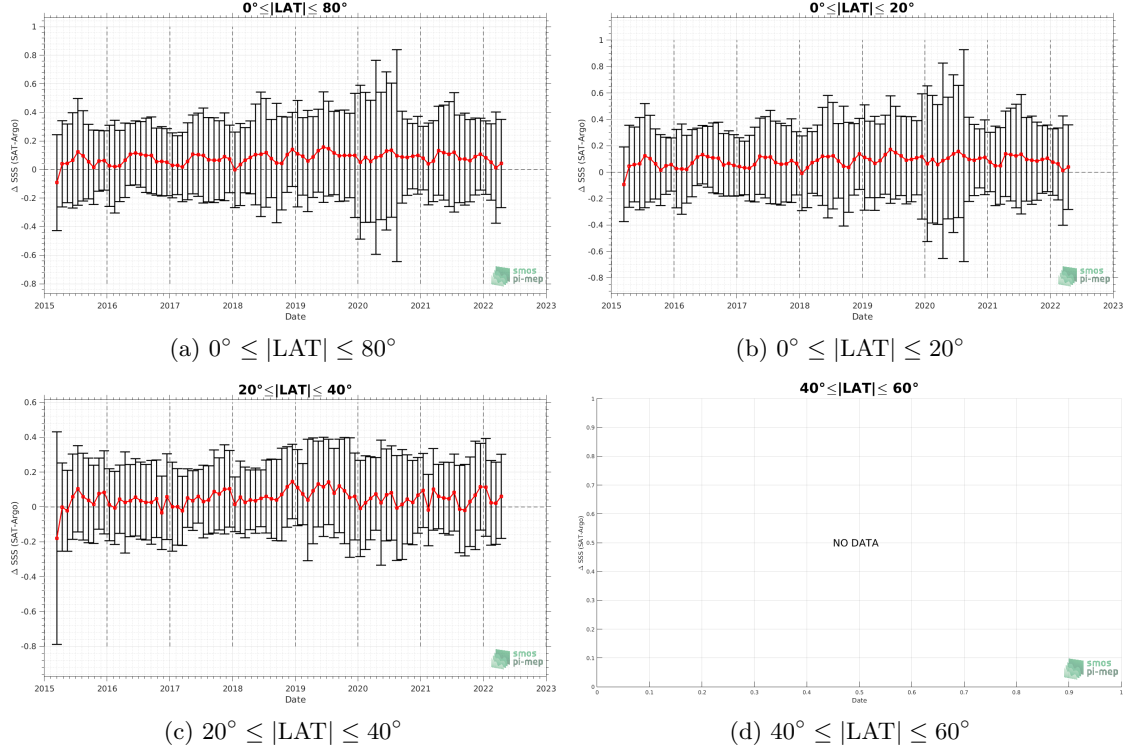 0°≤|LAT|≤ 80°
Δ SSS (SAT-Argo)
1
0.8
0.6
0.4
0.2
0
-0.2
-0.4
-0.6
-0.8
2015 2016 2017 2018 2019 2020 2021 2022 2023
Date
smos
pi-mep
(a) 0° ≤ |LAT| ≤ 80°
0°≤|LAT|≤ 20°
Δ SSS (SAT-Argo)
1
0.8
0.6
0.4
0.2
0
-0.2
-0.4
-0.6
-0.8
2015 2016 2017 2018 2019 2020 2021 2022 2023
Date
smos
pi-mep
(b) 0° ≤ |LAT| ≤ 20°
20°≤|LAT|≤ 40°
Δ SSS (SAT-Argo)
0.6
0.4
0.2
0
-0.2
-0.4
-0.6
-0.8
2015 2016 2017 2018 2019 2020 2021 2022 2023
Date
smos
pi-mep
(c) 20° ≤ |LAT| ≤ 40°
40°≤|LAT|≤ 60°
Δ SSS (SAT-Argo)
1
0.9
0.8
0.7
0.6
0.5
0.4
0.3
0.2
0.1
0
NO DATA
0 0.1 0.2 0.3 0.4 0.5 0.6 0.7 0.8 0.9 1
Date
smos
pi-mep
(d) 40° ≤ |LAT| ≤ 60°